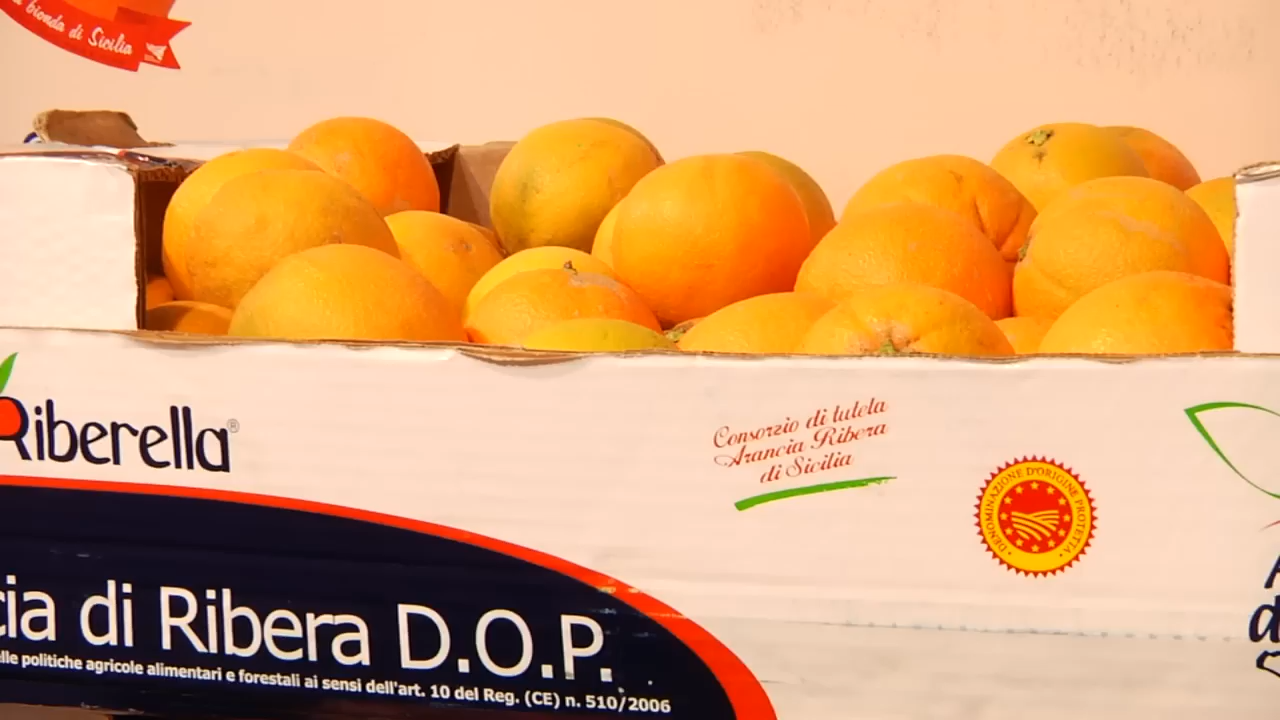 bionda di Sicilia
Riberella®
Consorzio di tutela
Arancia Ribera
di Sicilia
DENOMINAZIONE D'ORIGINE PROTETTA
cia di Ribera D.O.P.
lle politiche agricole alimentari e forestali ai sensi dell'art. 10 del Reg. (CE) n. 510/2006